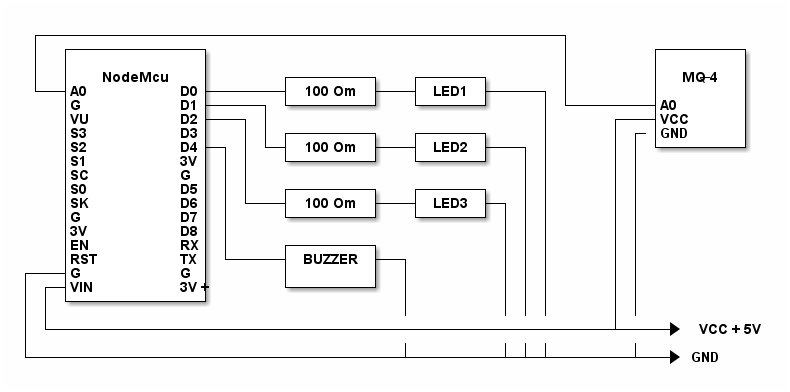 NodeMcu
A0
G
VU
S3
S2
S1
SC
S0
SK
G
3V
EN
RST
G
VIN
D0
D1
D2
D3
D4
3V
G
D5
D6
D7
D8
RX
TX
G
3V +
100 Om
LED1
100 Om
LED2
100 Om
LED3
BUZZER
MQ-4
A0
VCC
GND
VCC + 5V
GND